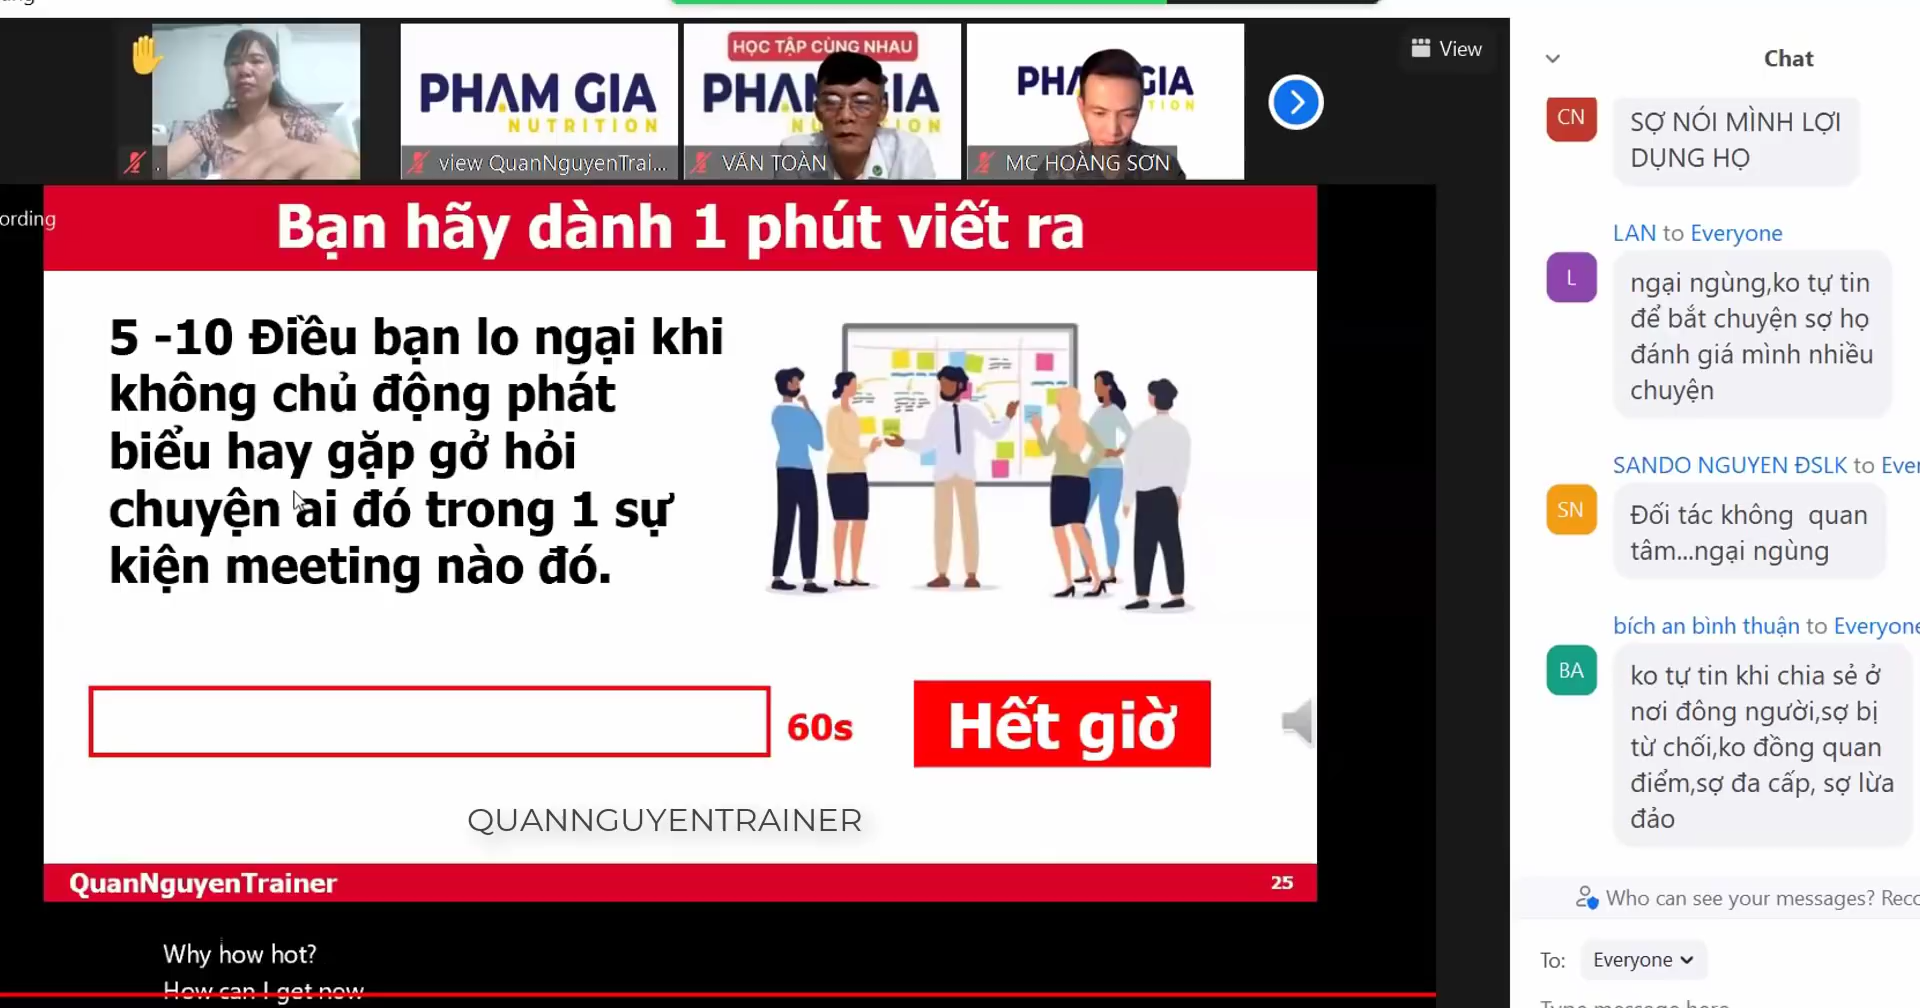 View
PHAM GIA
NUTRITION
view QuanNguyenTrai...
HỌC TẬP CÙNG NHAU
VĂN TOÀN
MC HOÀNG SƠN
ording
Bạn hãy dành 1 phút viết ra
5 -10 Điều bạn lo ngại khi
không chủ động phát
biểu hay gặp gở hỏi
chuyện ai đó trong 1 sự
kiện meeting nào đó.
60s
Hết giờ
QUANNGUYENTRAINER
QuanNguyenTrainer
25
Why how hot?
How can I get now
Chat
CN
SỢ NÓI MÌNH LỢI
DỤNG HỌ
LAN to Everyone
L
ngại ngùng,ko tự tin
để bắt chuyện sợ họ
đánh giá mình nhiều
chuyện
SANDO NGUYEN ĐSLK to Ever
SN
Đối tác không quan
tâm...ngại ngùng
bích an bình thuận to Everyone
BA
ko tự tin khi chia sẻ ở
nơi đông người,sợ bị
từ chối,ko đồng quan
điểm,sợ đa cấp, sợ lừa
đảo
Who can see your messages? Reco
To: Everyone
Type message here